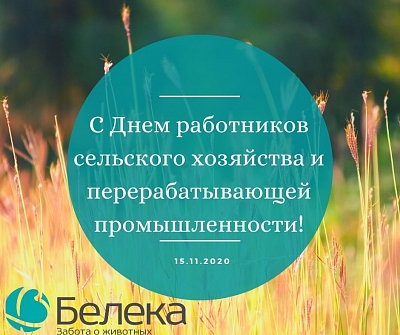 С Днем работников
сельского хозяйства и
перерабатывающей
промышленности!
15.11.2020
Белека
Забота о животных